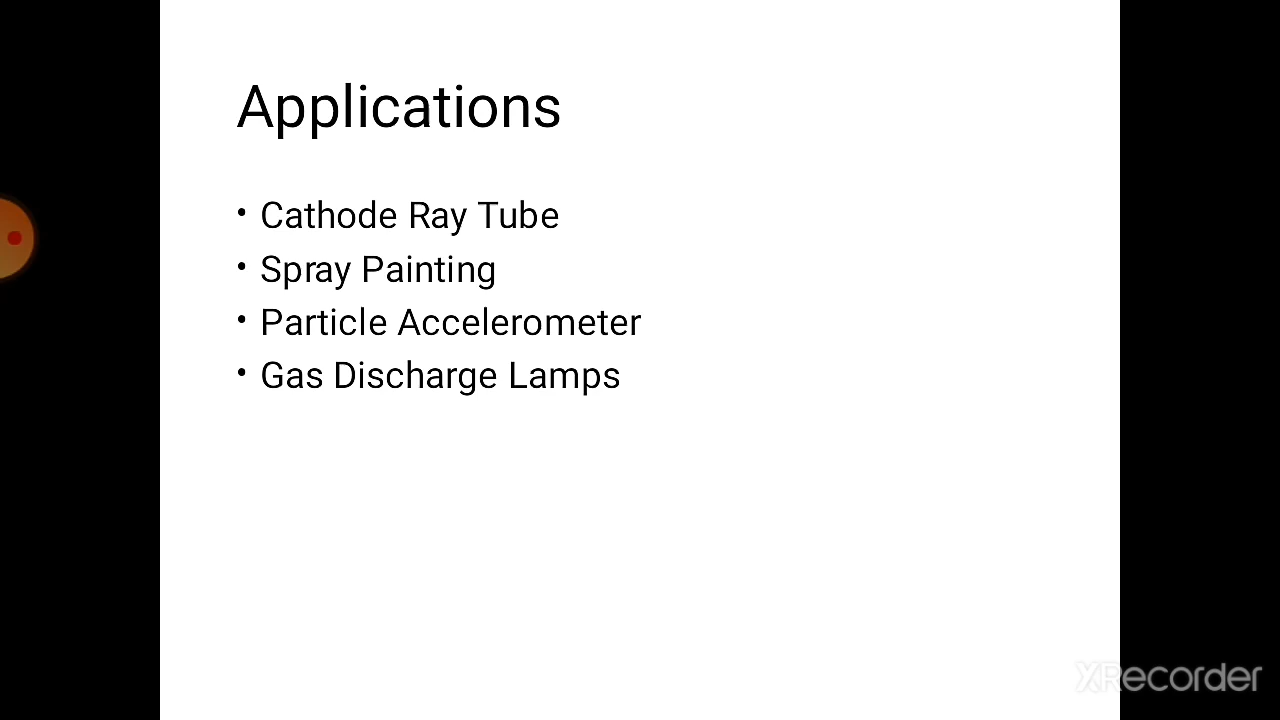 Applications
• Cathode Ray Tube
• Spray Painting
• Particle Accelerometer
• Gas Discharge Lamps
XRecorder